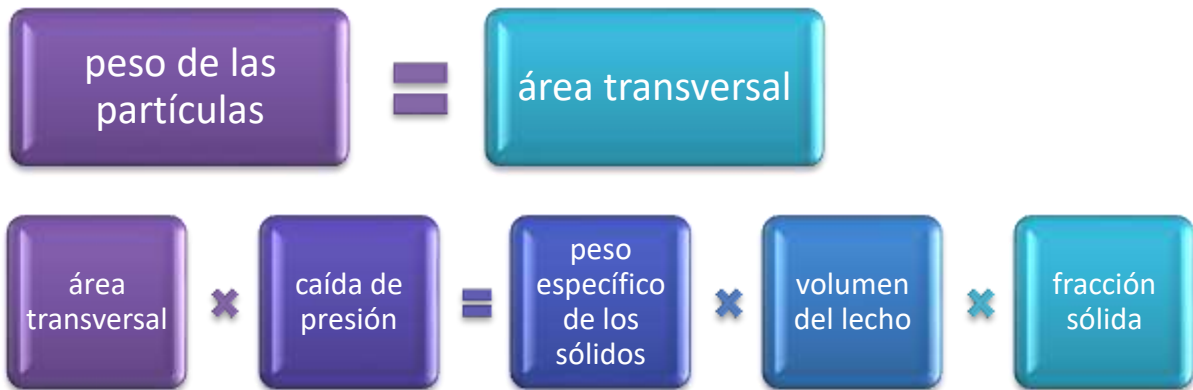 peso de las
partículas
área transversal
área
transversal
caída de
presión
peso
específico
de los
sólidos
volumen
del lecho
fracción
sólida